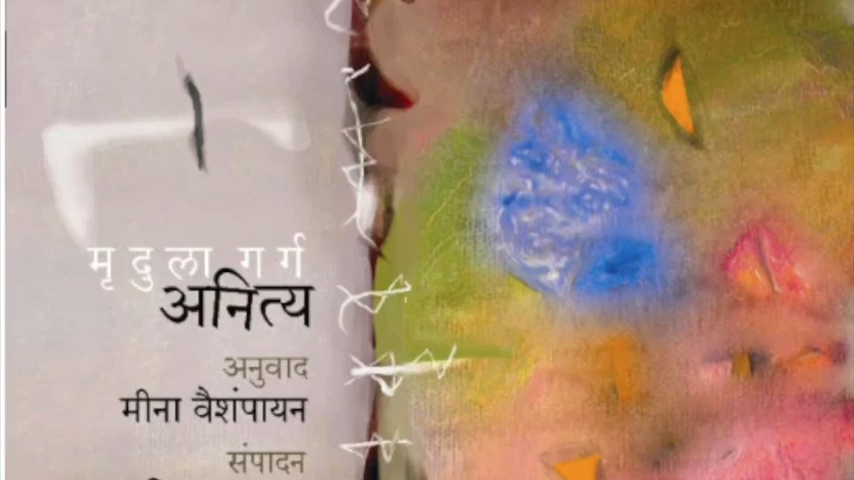 मृदुला गर्ग
अनित्य
अनुवाद
मीना वैशंपायन
संपादन